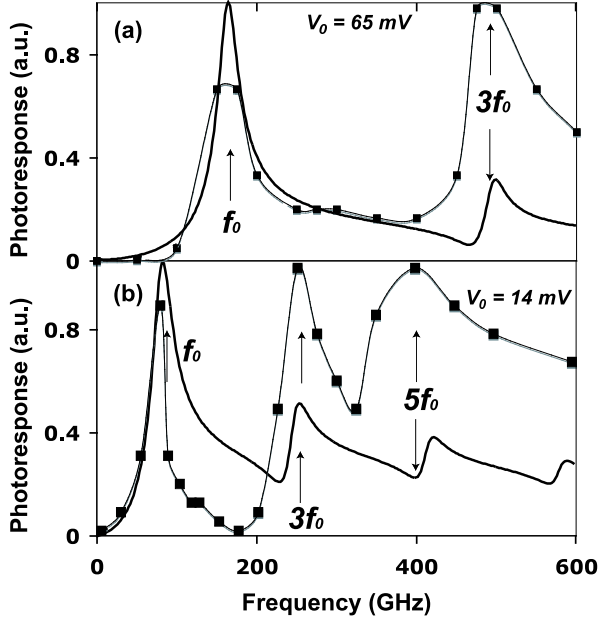 (a)
V₀ = 65 mV
Photoresponse (a.u.)
0.8
0.4
0
f₀
3f₀
(b)
V₀ = 14 mV
Photoresponse (a.u.)
0.8
0.4
0
f₀
3f₀
5f₀
0 200 400 600
Frequency (GHz)